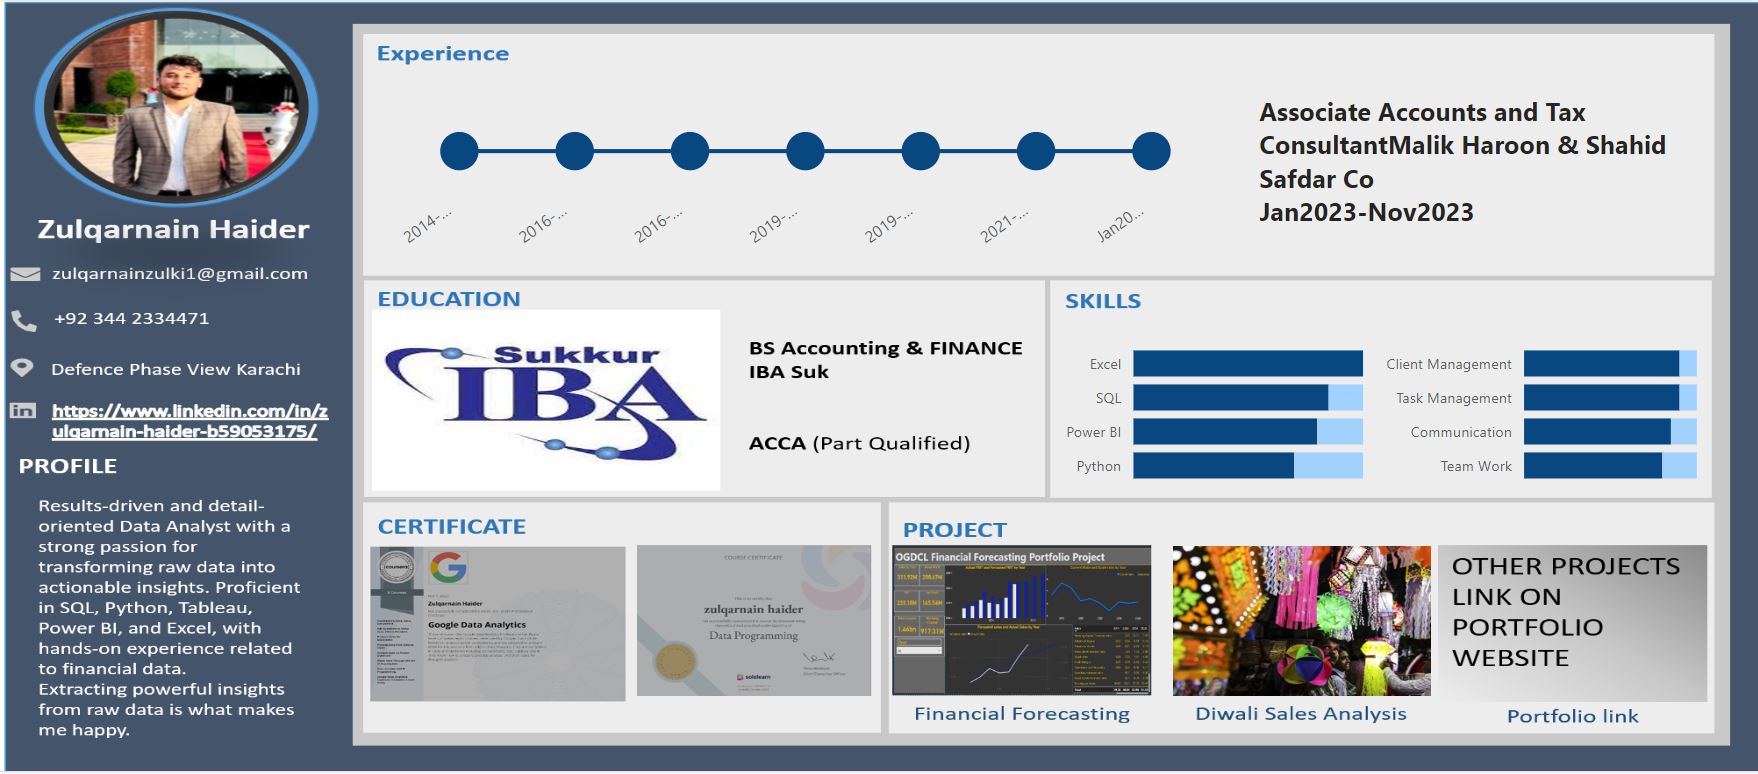 Zulqarnain Haider
zulqarnainzulki1@gmail.com
+92 344 2334471
Defence Phase View Karachi
in
https://www.linkedin.com/in/z
ulqarnain-haider-b59053175/
PROFILE
Results-driven and detail-
oriented Data Analyst with a
strong passion for
transforming raw data into
actionable insights. Proficient
in SQL, Python, Tableau,
Power BI, and Excel, with
hands-on experience related
to financial data.
Extracting powerful insights
from raw data is what makes
me happy.
Experience
2014-...
2016-...
2016-...
2019-...
2019-...
2021-...
Jan20...
Associate Accounts and Tax
ConsultantMalik Haroon & Shahid
Safdar Co
Jan2023-Nov2023
EDUCATION
Sukkur
IBA
BS Accounting & FINANCE
IBA Suk
ACCA (Part Qualified)
SKILLS
Excel
SQL
Power BI
Python
Client Management
Task Management
Communication
Team Work
CERTIFICATE
coursera
G
Zulqarnain Haider
Google Data Analytics
COURSE CERTIFICATE
zulqarnain haider
Data Programming
sololearn
PROJECT
OGDCL Financial Forecasting Portfolio Project
Financial Forecasting
Diwali Sales Analysis
OTHER PROJECTS
LINK ON
PORTFOLIO
WEBSITE
Portfolio link